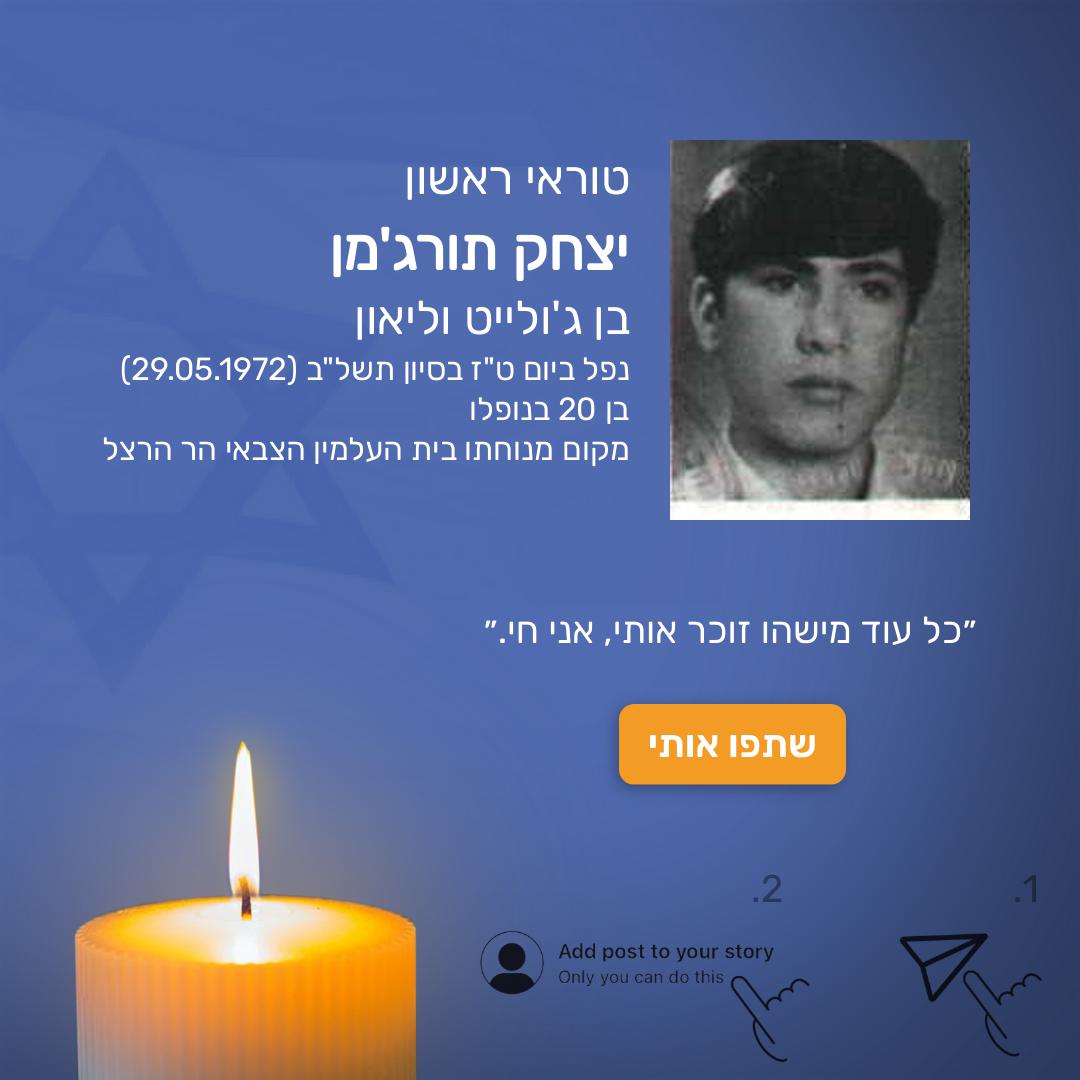 טוראי ראשון
יצחק תורג'מן
בן ג'ולייט וליאון
נפל ביום ט"ז בסיון תשל"ב (29.05.1972)
בן 20 בנופלו
מקום מנוחתו בית העלמין הצבאי הר הרצל
״כל עוד מישהו זוכר אותי, אני חי.״
שתפו אותי
.1
.2
Add post to your story
Only you can do this